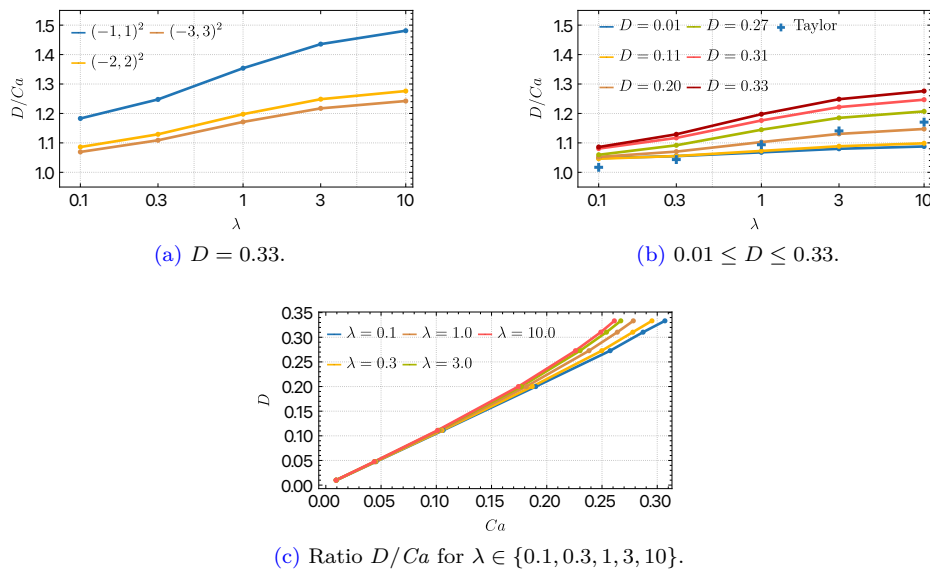 1.5
1.4
1.3
1.2
1.1
1.0
D/Ca
(−1, 1)²
(−3, 3)²
(−2, 2)²
0.1 0.3 1 3 10
λ
(a) D = 0.33.
1.5
1.4
1.3
1.2
1.1
1.0
D/Ca
D = 0.01 D = 0.27 Taylor
D = 0.11 D = 0.31
D = 0.20 D = 0.33
0.1 0.3 1 3 10
λ
(b) 0.01 ≤ D ≤ 0.33.
0.35
0.30
0.25
0.20
0.15
0.10
0.05
0.00
D
λ = 0.1 λ = 1.0 λ = 10.0
λ = 0.3 λ = 3.0
0.00 0.05 0.10 0.15 0.20 0.25 0.30
Ca
(c) Ratio D/Ca for λ ∈ {0.1, 0.3, 1, 3, 10}.